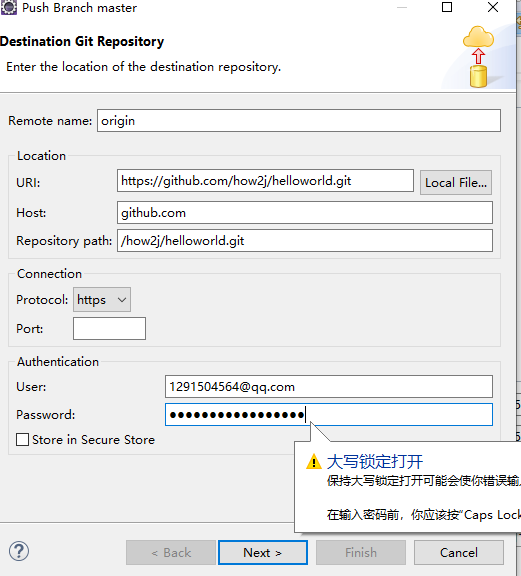 Push Branch master
Destination Git Repository
Enter the location of the destination repository.
Remote name: origin
Location
URI: https://github.com/how2j/helloworld.git Local File...
Host: github.com
Repository path: /how2j/helloworld.git
Connection
Protocol: https
Port:
Authentication
User: 1291504564@qq.com
Password: ●●●●●●●●●●●●●●●●●
Store in Secure Store
大写锁定打开
保持大写锁定打开可能会使你错误输
在输入密码前，你应该按"Caps Lock
? < Back Next > Finish Cancel